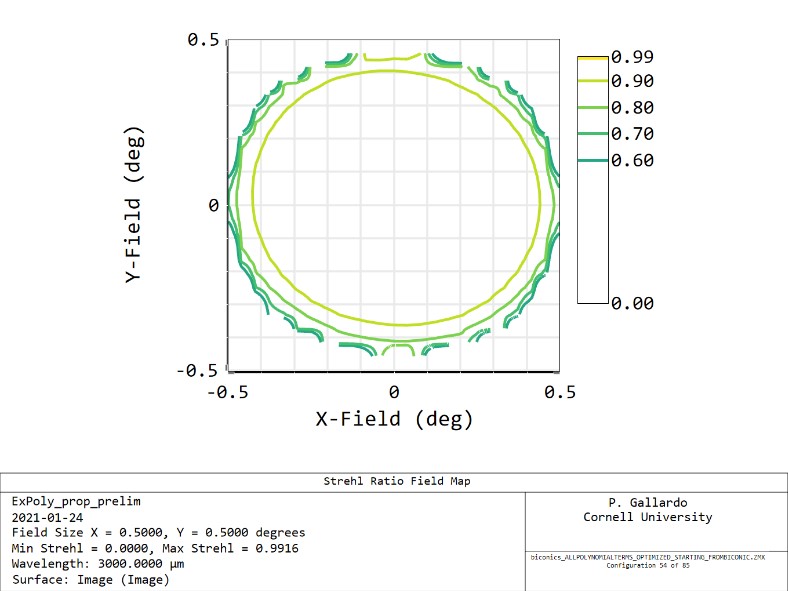 0.5
0
-0.5
Y-Field (deg)
-0.5
0
0.5
X-Field (deg)
0.99
0.90
0.80
0.70
0.60
0.00
Strehl Ratio Field Map
ExPoly_prop_prelim
2021-01-24
Field Size X = 0.5000, Y = 0.5000 degrees
Min Strehl = 0.0000, Max Strehl = 0.9916
Wavelength: 3000.0000 µm
Surface: Image (Image)
P. Gallardo
Cornell University
biconics_ALLPOLYNOMIALTERMS_OPTIMIZED_STARTING_FROMBICONIC.ZMX
Configuration 54 of 85